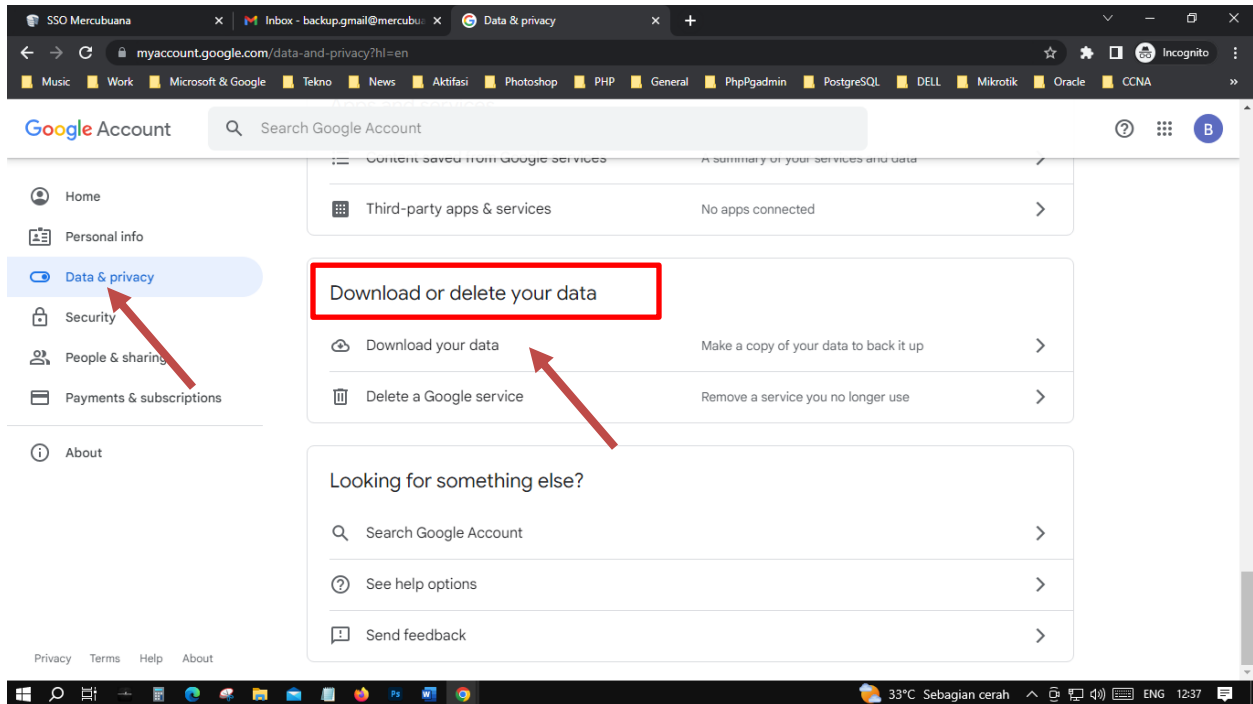 SSO Mercubuana
Inbox - backup.gmail@mercubua
Data & privacy
myaccount.google.com/data-and-privacy?hl=en
Incognito
Music Work Microsoft & Google Tekno News Aktifasi Photoshop PHP General PhpPgadmin PostgreSQL DELL Mikrotik Oracle CCNA »
Apps and services
Google Account
Search Google Account
B
Content saved from Google services
A summary of your services and data
Home
Third-party apps & services
No apps connected
Personal info
Data & privacy
Download or delete your data
Security
Download your data
Make a copy of your data to back it up
People & sharing
Payments & subscriptions
Delete a Google service
Remove a service you no longer use
About
Looking for something else?
Search Google Account
See help options
Send feedback
Privacy Terms Help About
Ps
W
33°C Sebagian cerah
ENG
12:37